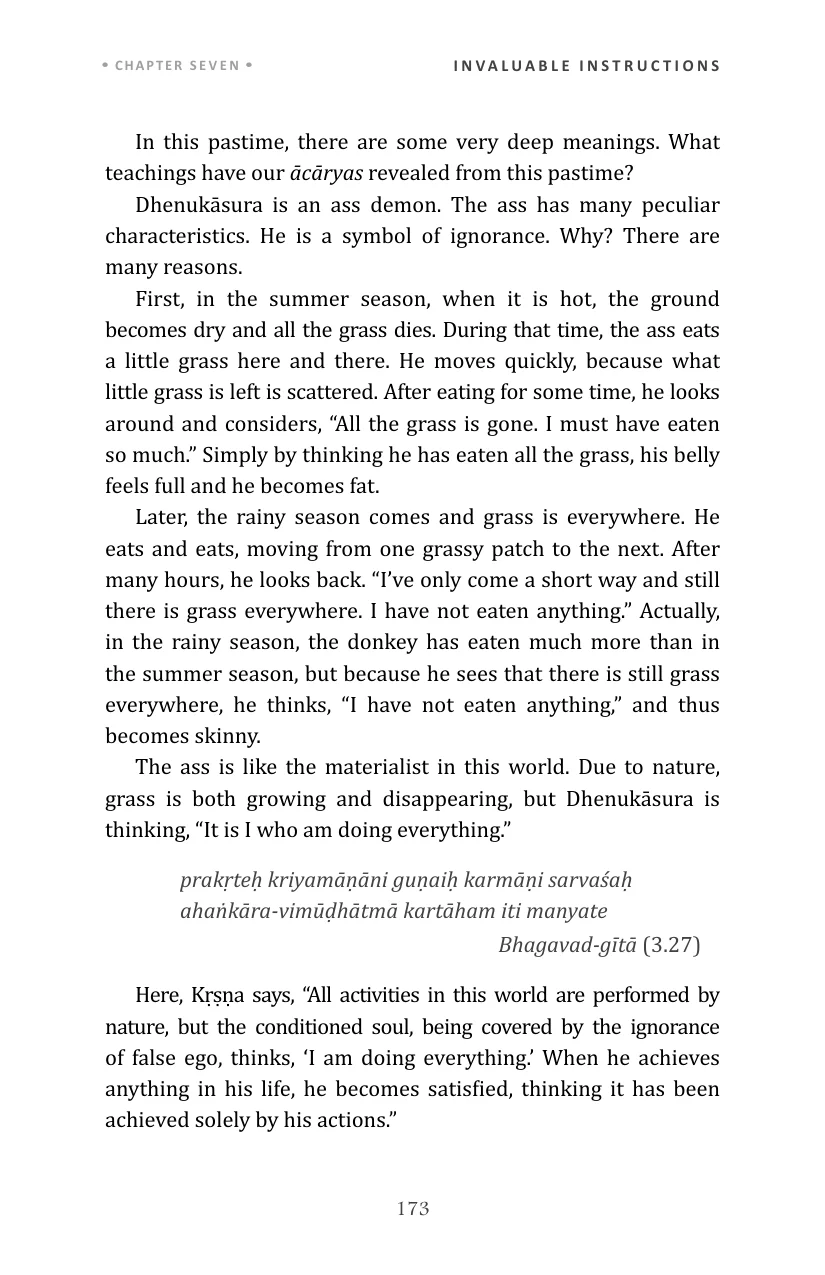 • CHAPTER SEVEN •
INVALUABLE INSTRUCTIONS
In this pastime, there are some very deep meanings. What
teachings have our ācāryas revealed from this pastime?
Dhenukāsura is an ass demon. The ass has many peculiar
characteristics. He is a symbol of ignorance. Why? There are
many reasons.
First, in the summer season, when it is hot, the ground
becomes dry and all the grass dies. During that time, the ass eats
a little grass here and there. He moves quickly, because what
little grass is left is scattered. After eating for some time, he looks
around and considers, “All the grass is gone. I must have eaten
so much.” Simply by thinking he has eaten all the grass, his belly
feels full and he becomes fat.
Later, the rainy season comes and grass is everywhere. He
eats and eats, moving from one grassy patch to the next. After
many hours, he looks back. “I’ve only come a short way and still
there is grass everywhere. I have not eaten anything.” Actually,
in the rainy season, the donkey has eaten much more than in
the summer season, but because he sees that there is still grass
everywhere, he thinks, “I have not eaten anything,” and thus
becomes skinny.
The ass is like the materialist in this world. Due to nature,
grass is both growing and disappearing, but Dhenukāsura is
thinking, “It is I who am doing everything.”
prakṛteḥ kriyamāṇāni guṇaiḥ karmāṇi sarvaśaḥ
ahaṅkāra-vimūḍhātmā kartāham iti manyate
Bhagavad-gītā (3.27)
Here, Kṛṣṇa says, “All activities in this world are performed by
nature, but the conditioned soul, being covered by the ignorance
of false ego, thinks, ‘I am doing everything.’ When he achieves
anything in his life, he becomes satisfied, thinking it has been
achieved solely by his actions.”
173